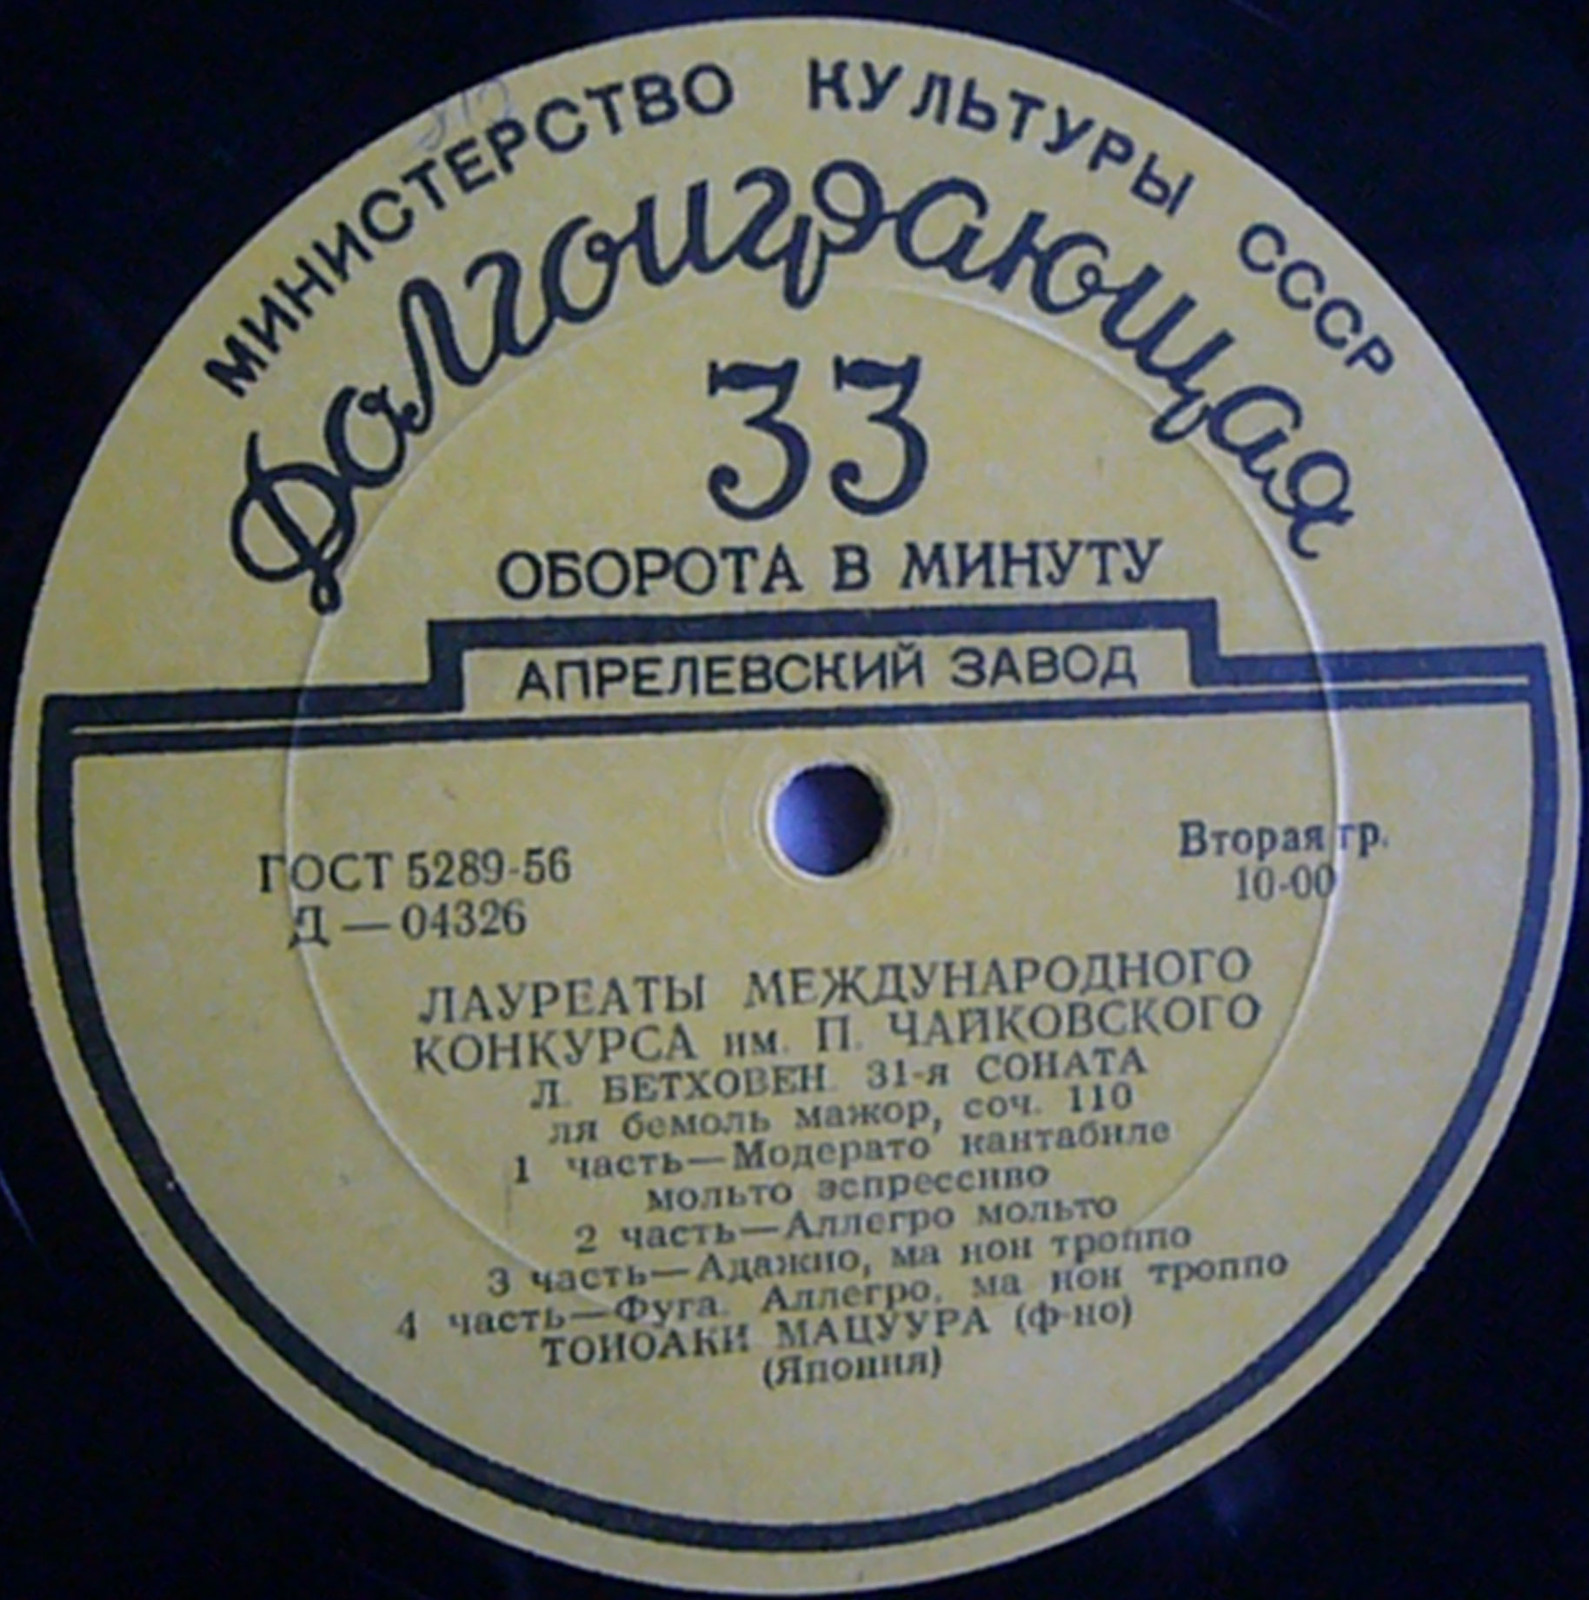 МИНИСТЕРСТВО КУЛЬТУРЫ СССР
Долгоиграющая
33
ОБОРОТА В МИНУТУ
АПРЕЛЕВСКИЙ ЗАВОД
ГОСТ 5289-56
Д — 04326
Вторая гр.
10-00
ЛАУРЕАТЫ МЕЖДУНАРОДНОГО
КОНКУРСА им. П. ЧАЙКОВСКОГО
Л. БЕТХОВЕН. 31-я СОНАТА
ля бемоль мажор, соч. 110
1 часть—Модерато кантабиле
мольто эспрессиво
2 часть—Аллегро мольто
3 часть—Адажио, ма нон троппо
4 часть—Фуга. Аллегро, ма нон троппо
ТОИОАКИ МАЦУУРА (ф-но)
(Япония)